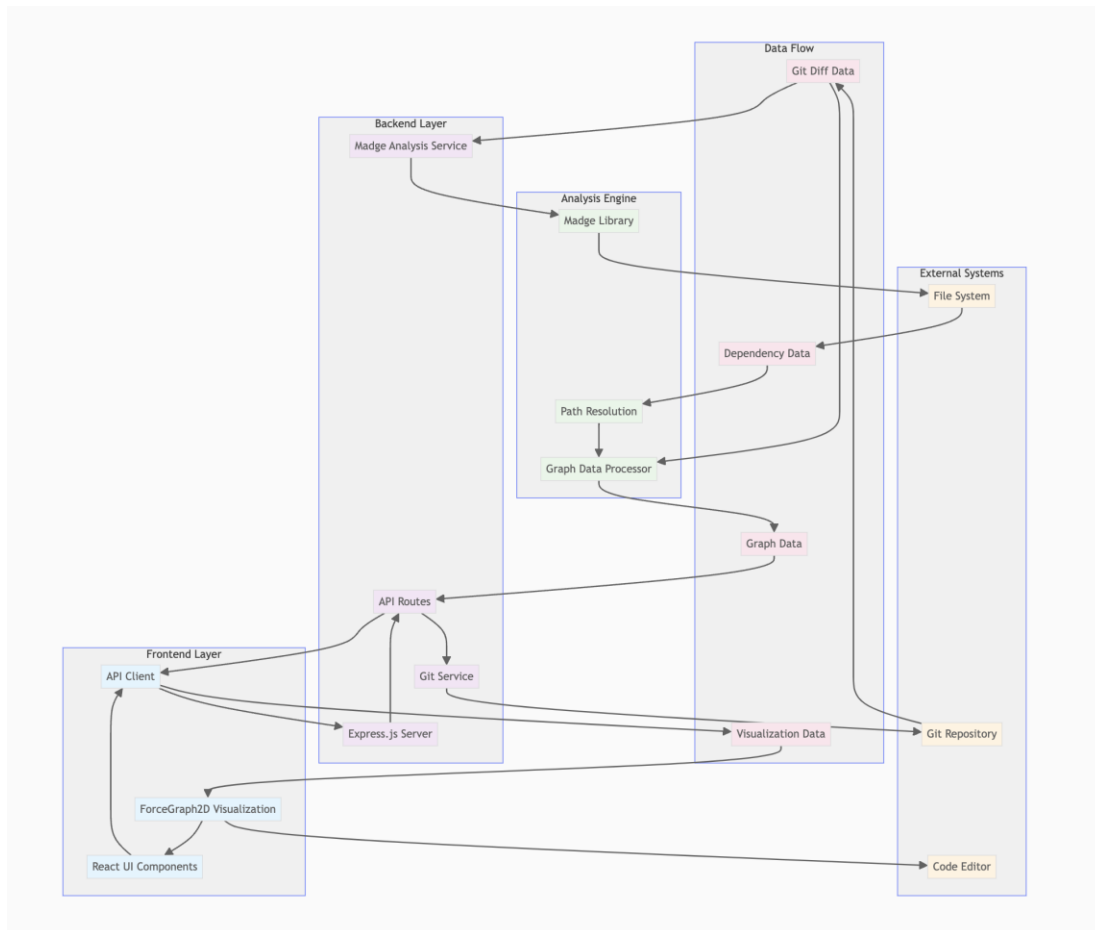 Data Flow
Git Diff Data
Backend Layer
Madge Analysis Service
Analysis Engine
Madge Library
External Systems
File System
Dependency Data
Path Resolution
Graph Data Processor
Graph Data
API Routes
Frontend Layer
API Client
Git Service
Express.js Server
Visualization Data
Git Repository
ForceGraph2D Visualization
React UI Components
Code Editor